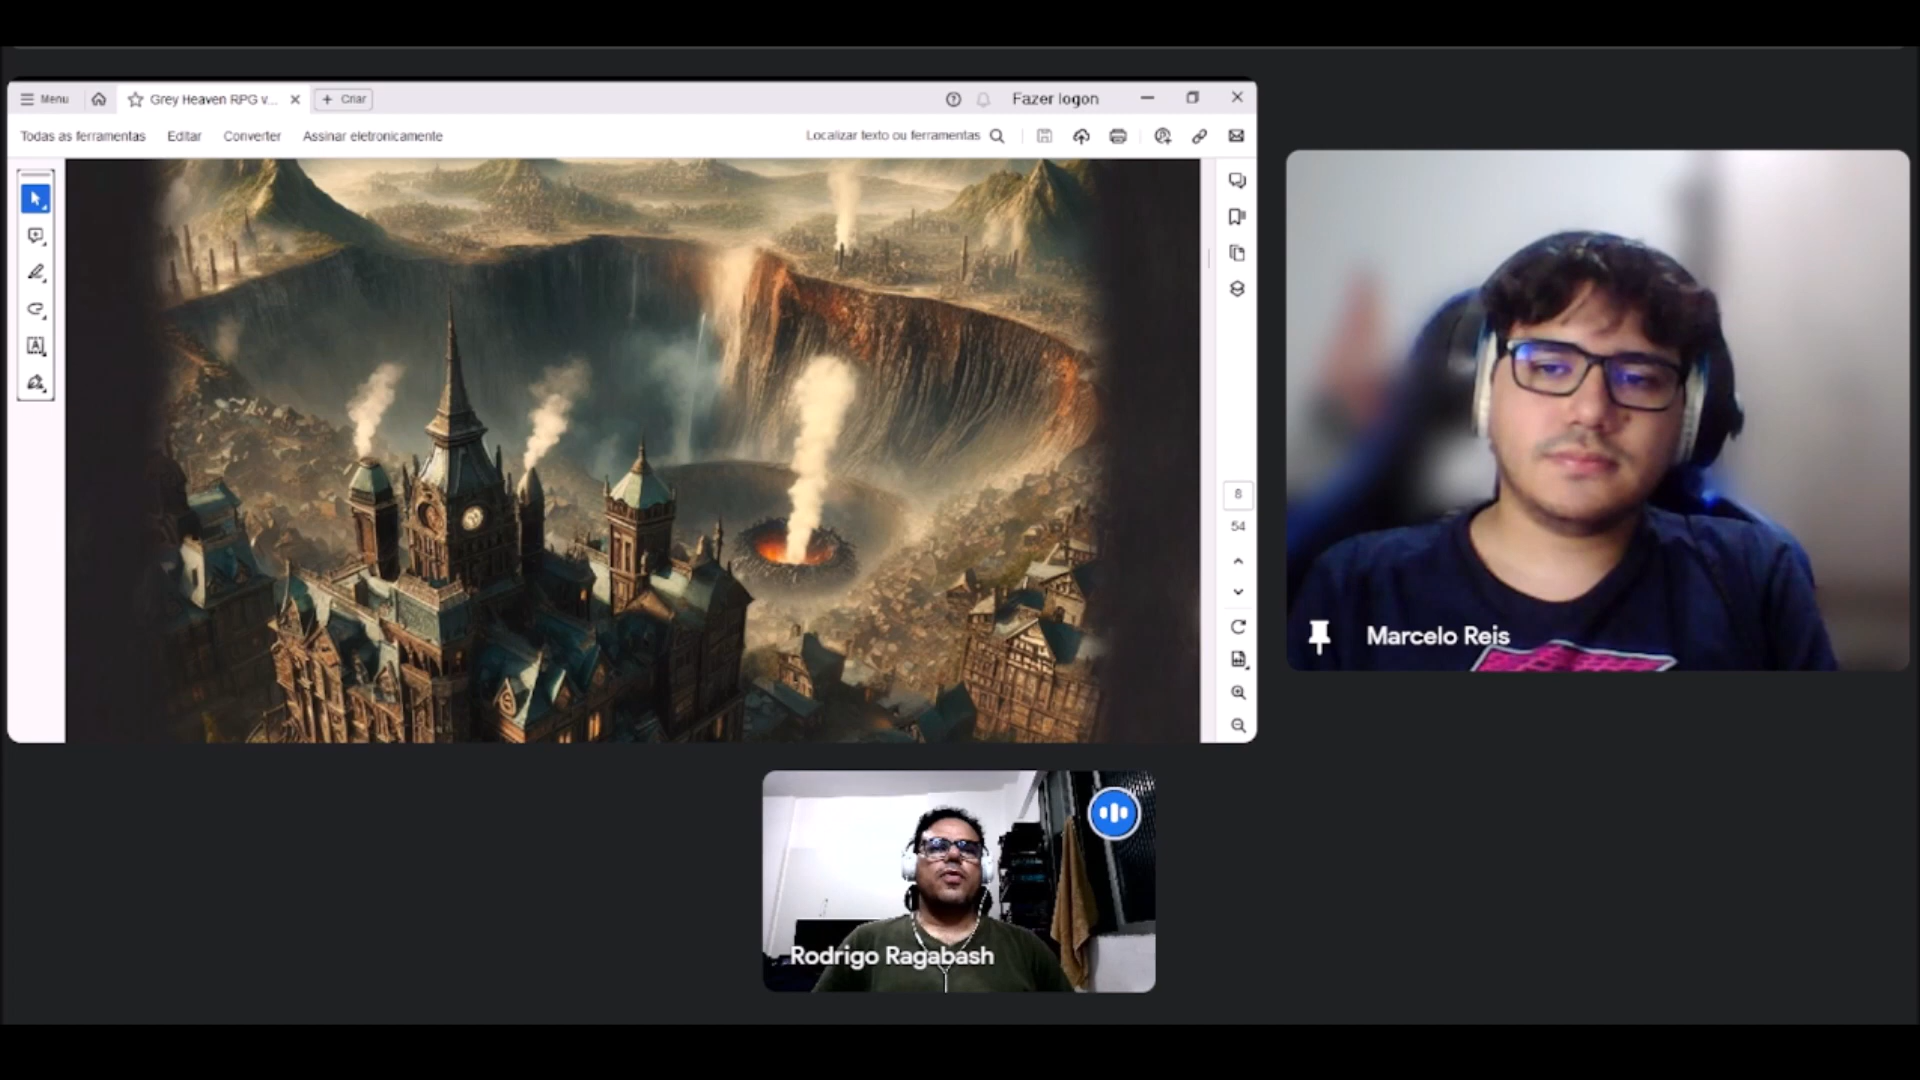 Menu
Grey Heaven RPG v...
Criar
Fazer logon
Todas as ferramentas
Editar
Converter
Assinar eletronicamente
Localizar texto ou ferramentas
8
54
Marcelo Reis
Rodrigo Ragabash